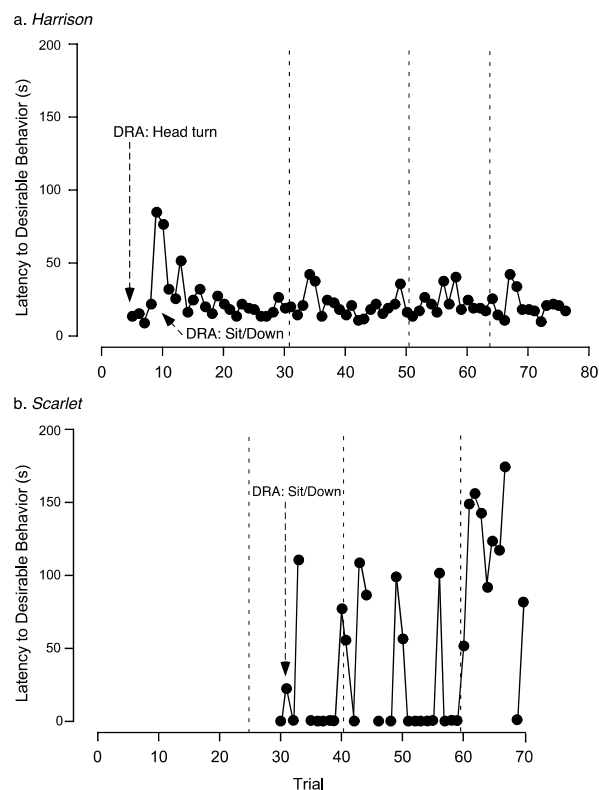 a. Harrison
200
150
100
50
0
Latency to Desirable Behavior (s)
DRA: Head turn
DRA: Sit/Down
0 10 20 30 40 50 60 70 80
b. Scarlet
200
150
100
50
0
Latency to Desirable Behavior (s)
DRA: Sit/Down
0 10 20 30 40 50 60 70
Trial